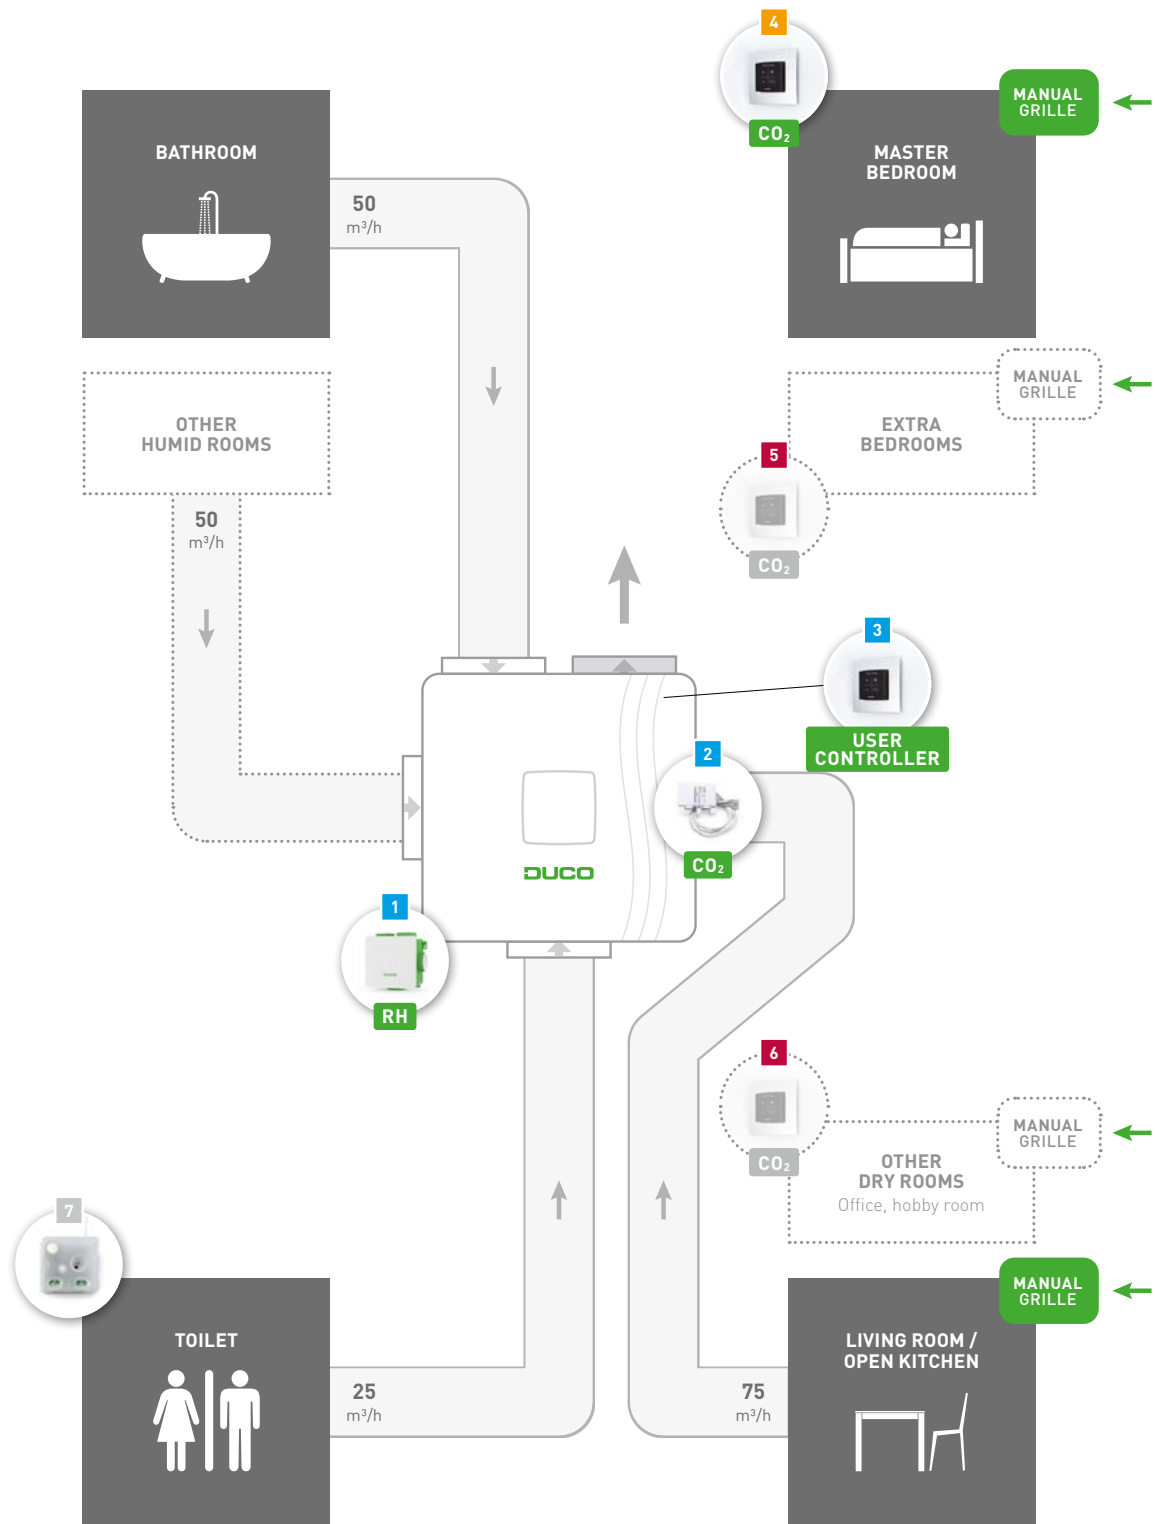 4
CO₂
MANUAL
GRILLE
BATHROOM
MASTER
BEDROOM
50
m³/h
MANUAL
GRILLE
OTHER
HUMID ROOMS
EXTRA
BEDROOMS
5
CO₂
50
m³/h
3
USER
CONTROLLER
2
CO₂
DUCO
1
RH
6
CO₂
MANUAL
GRILLE
OTHER
DRY ROOMS
Office, hobby room
7
MANUAL
GRILLE
TOILET
LIVING ROOM /
OPEN KITCHEN
25
m³/h
75
m³/h